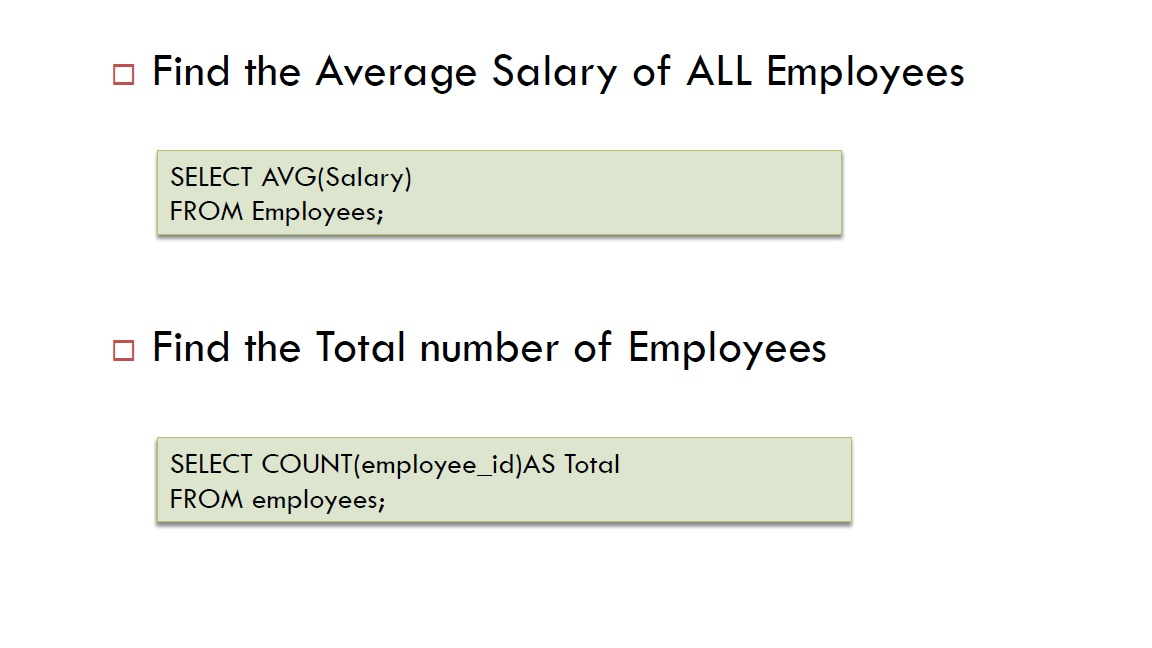 Find the Average Salary of ALL Employees
SELECT AVG(Salary)
FROM Employees;
Find the Total number of Employees
SELECT COUNT(employee_id)AS Total
FROM employees;